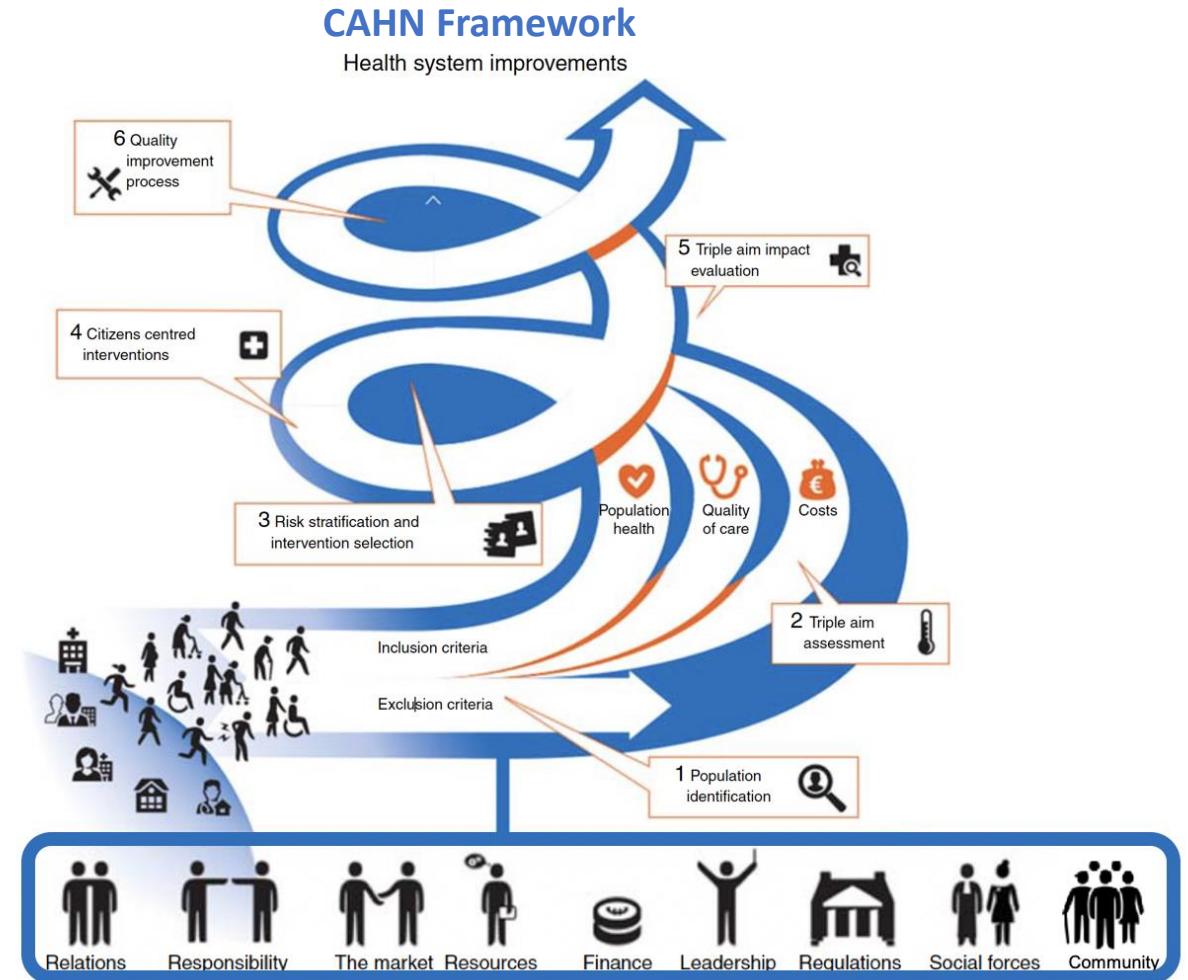 CAHN Framework
Health system improvements
6 Quality
improvement
process
5 Triple aim impact
evaluation
4 Citizens centred
interventions
3 Risk stratification and
intervention selection
Population
health
Quality
of care
€
Costs
2 Triple aim
assessment
Inclusion criteria
Exclusion criteria
1 Population
identification
Relations
Responsibility
The market
Resources
Finance
Leadership
Regulations
Social forces
Community